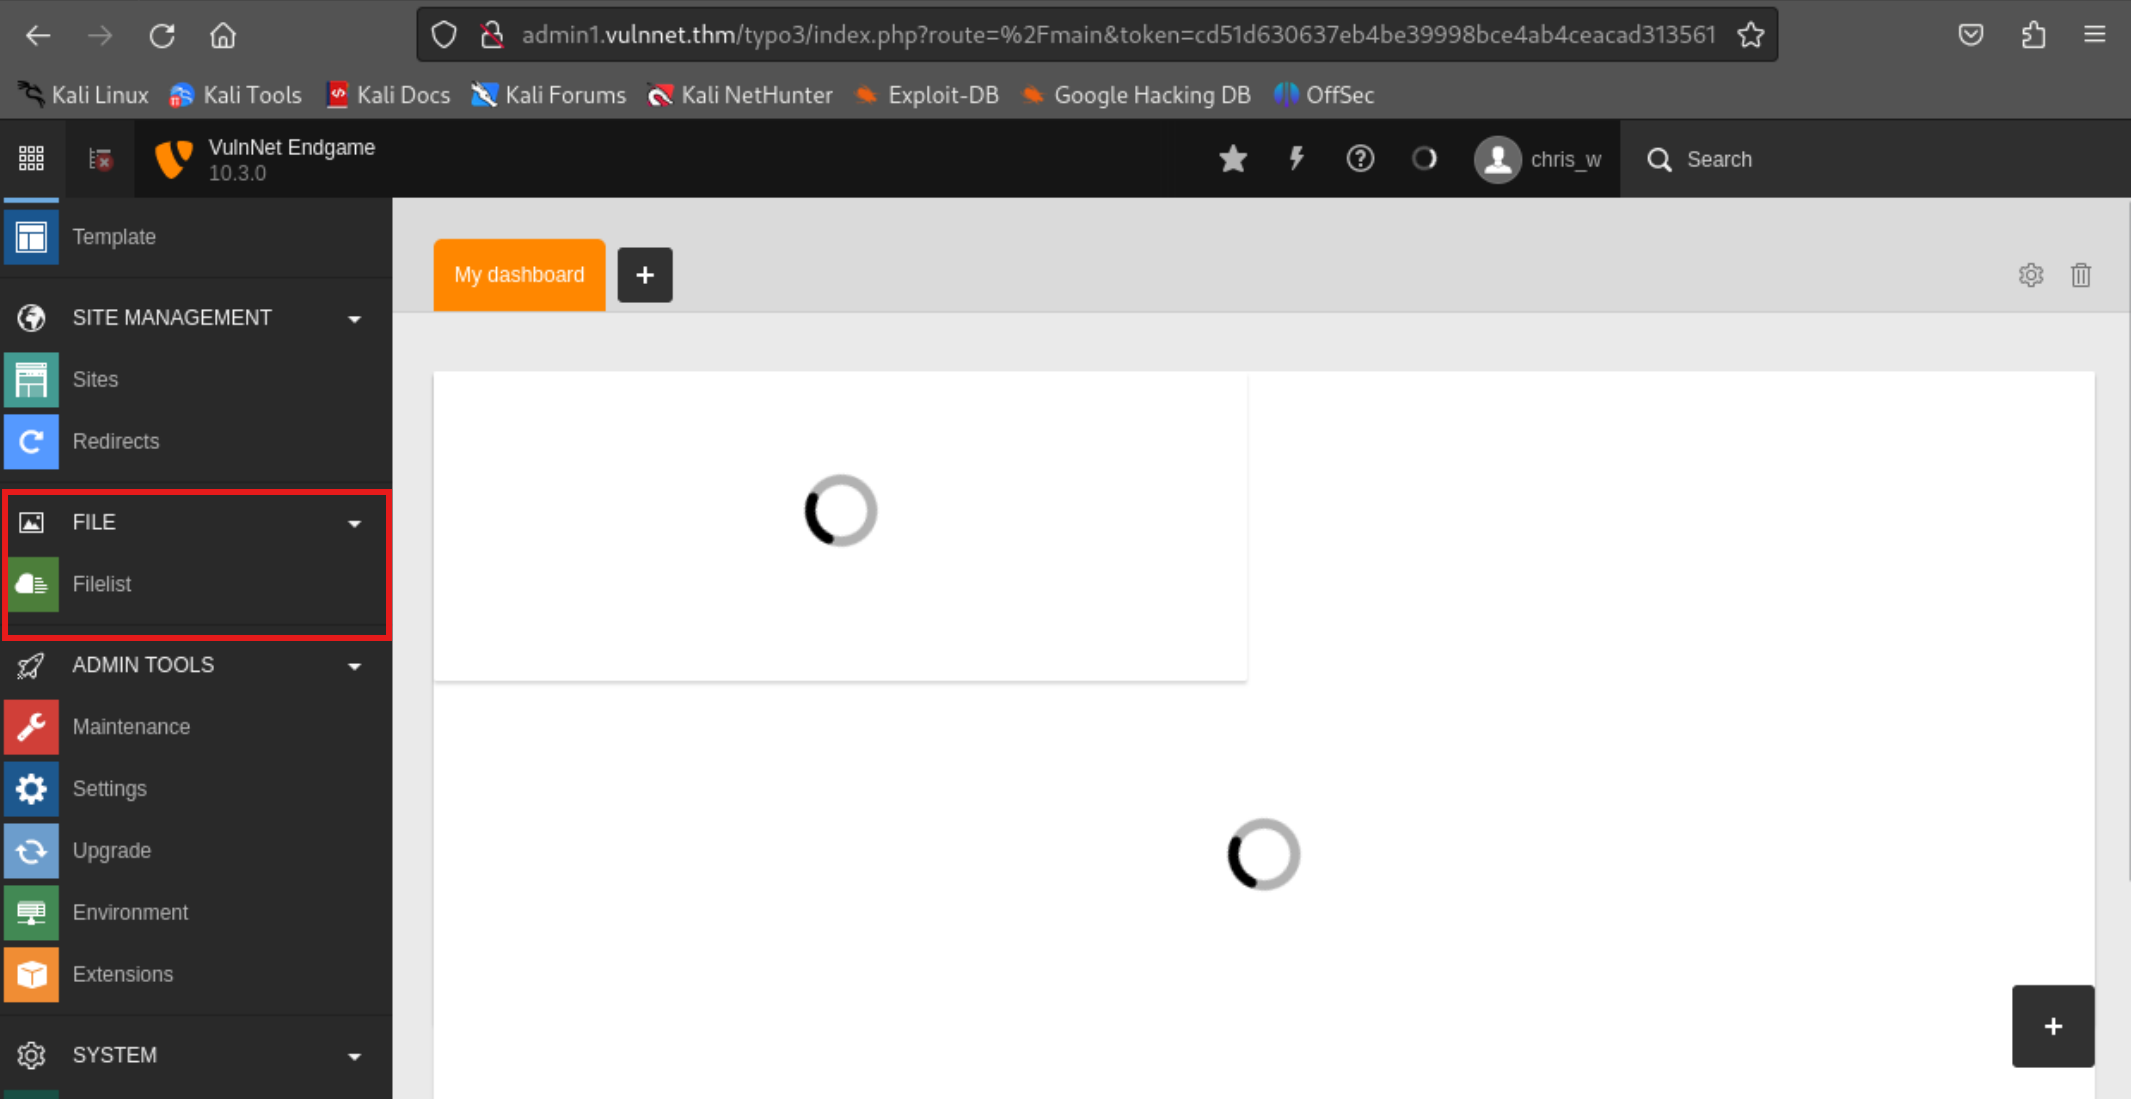 admin1.vulnnet.thm/typo3/index.php?route=%2Fmain&token=cd51d630637eb4be39998bce4ab4ceacad313561
Kali Linux Kali Tools Kali Docs Kali Forums Kali NetHunter Exploit-DB Google Hacking DB OffSec
VulnNet Endgame
10.3.0
chris_w
Search
Template
My dashboard
+
SITE MANAGEMENT
Sites
Redirects
FILE
Filelist
ADMIN TOOLS
Maintenance
Settings
Upgrade
Environment
Extensions
+
SYSTEM